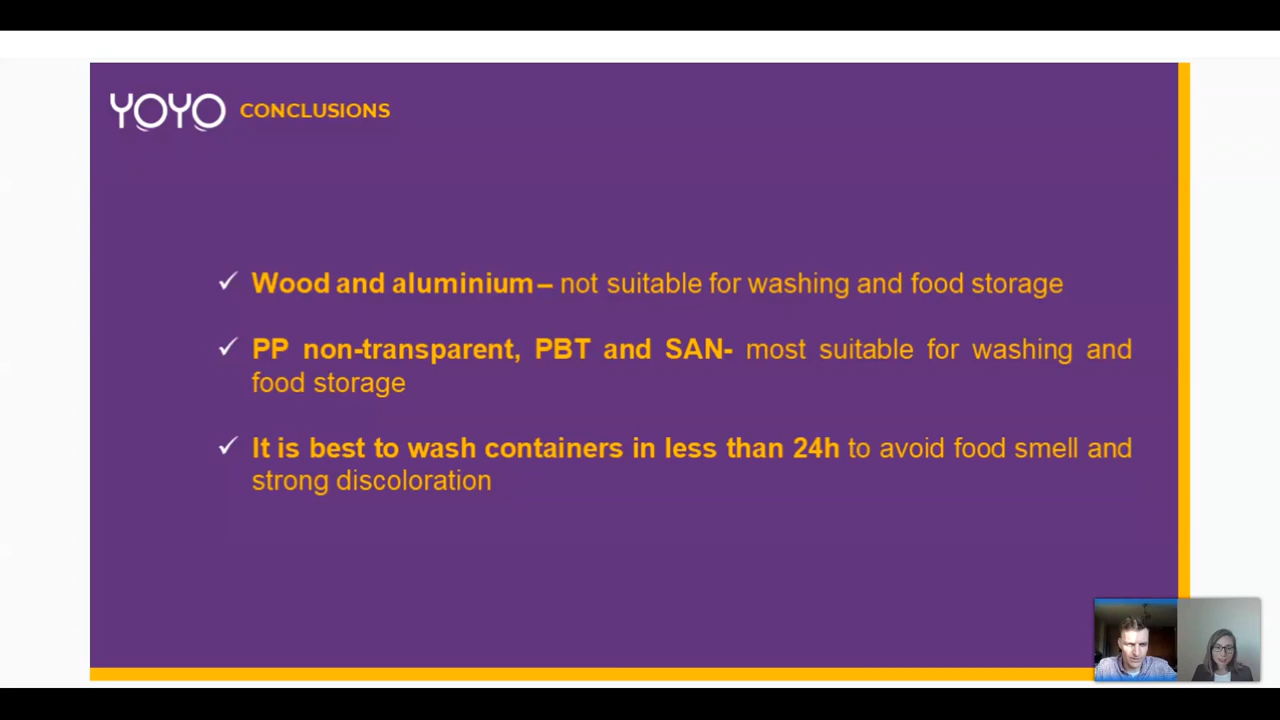 YOYO CONCLUSIONS
Wood and aluminium– not suitable for washing and food storage
PP non-transparent, PBT and SAN- most suitable for washing and
food storage
It is best to wash containers in less than 24h to avoid food smell and
strong discoloration